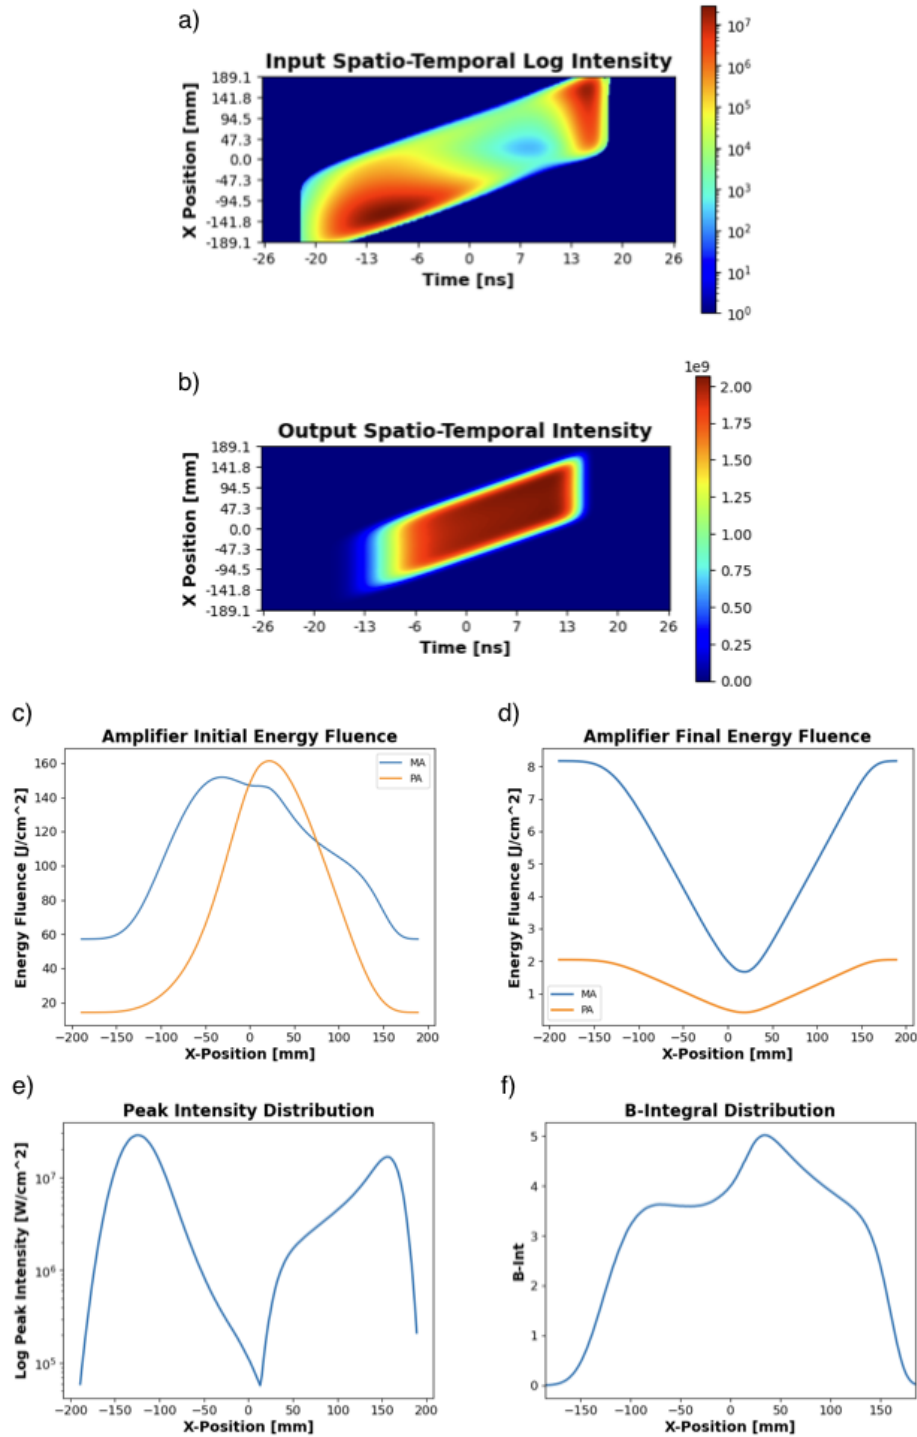 a)
Input Spatio-Temporal Log Intensity
X Position [mm]
189.1
141.8
94.5
47.3
0.0
-47.3
-94.5
-141.8
-189.1
-26 -20 -13 -6 0 7 13 20 26
Time [ns]
10^7
10^6
10^5
10^4
10^3
10^2
10^1
10^0
b)
Output Spatio-Temporal Intensity
X Position [mm]
189.1
141.8
94.5
47.3
0.0
-47.3
-94.5
-141.8
-189.1
-26 -20 -13 -6 0 7 13 20 26
Time [ns]
1e9
2.00
1.75
1.50
1.25
1.00
0.75
0.50
0.25
0.00
c)
Amplifier Initial Energy Fluence
Energy Fluence [J/cm^2]
160
140
120
100
80
60
40
20
MA
PA
−200 −150 −100 −50 0 50 100 150 200
X-Position [mm]
d)
Amplifier Final Energy Fluence
Energy Fluence [J/cm^2]
8
7
6
5
4
3
2
1
MA
PA
−200 −150 −100 −50 0 50 100 150 200
X-Position [mm]
e)
Peak Intensity Distribution
Log Peak Intensity [W/cm^2]
10^7
10^6
10^5
−200 −150 −100 −50 0 50 100 150 200
X-Position [mm]
f)
B-Integral Distribution
B-Int
5
4
3
2
1
0
−150 −100 −50 0 50 100 150
X-Position [mm]